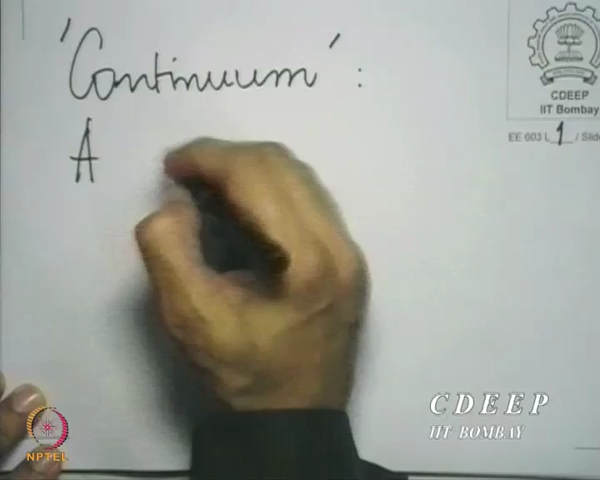 'Continuum' :
A
CDEEP
IIT Bombay
EE 603 L 1 / Slide
CDEEP
IIT BOMBAY
NPTEL